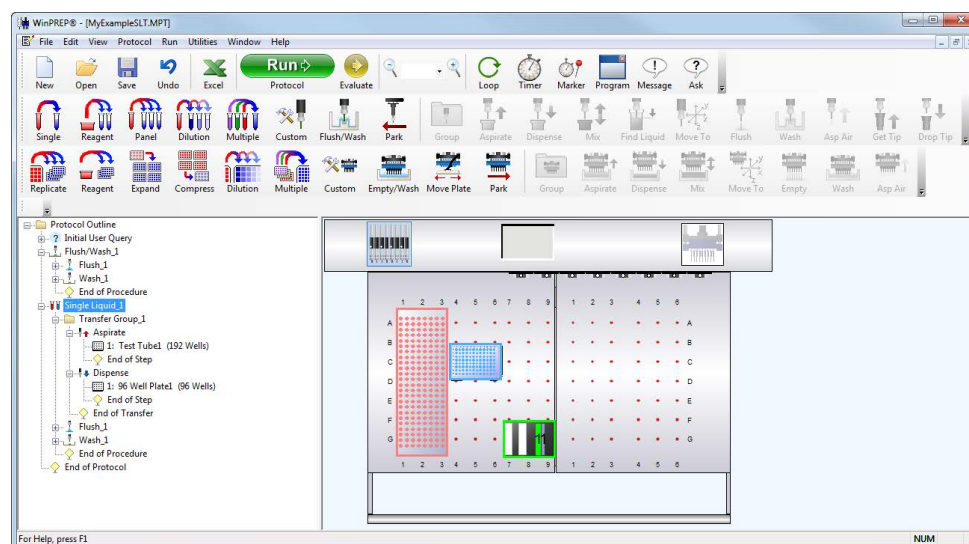 WinPREP® - [MyExampleSLT.MPT]
File Edit View Protocol Run Utilities Window Help
Run
New Open Save Undo Excel Protocol Evaluate Loop Timer Marker Program Message Ask
Single Reagent Panel Dilution Multiple Custom Flush/Wash Park Group Aspirate Dispense Mix Find Liquid Move To Flush Wash Asp Air Get Tip Drop Tip
Replicate Reagent Expand Compress Dilution Multiple Custom Empty/Wash Move Plate Park Group Aspirate Dispense Mix Move To Empty Wash Asp Air
Protocol Outline
? Initial User Query
Flush/Wash_1
Flush_1
Wash_1
End of Procedure
Single Liquid_1
Transfer Group_1
Aspirate
1: Test Tube1 (192 Wells)
End of Step
Dispense
1: 96 Well Plate1 (96 Wells)
End of Step
End of Transfer
Flush_1
Wash_1
End of Procedure
End of Protocol
1 2 3 4 5 6 7 8 9 1 2 3 4 5 6
A A
B B
C C
D D
E E
F F
G 11 G
1 2 3 4 5 6 7 8 9 1 2 3 4 5 6
For Help, press F1 NUM